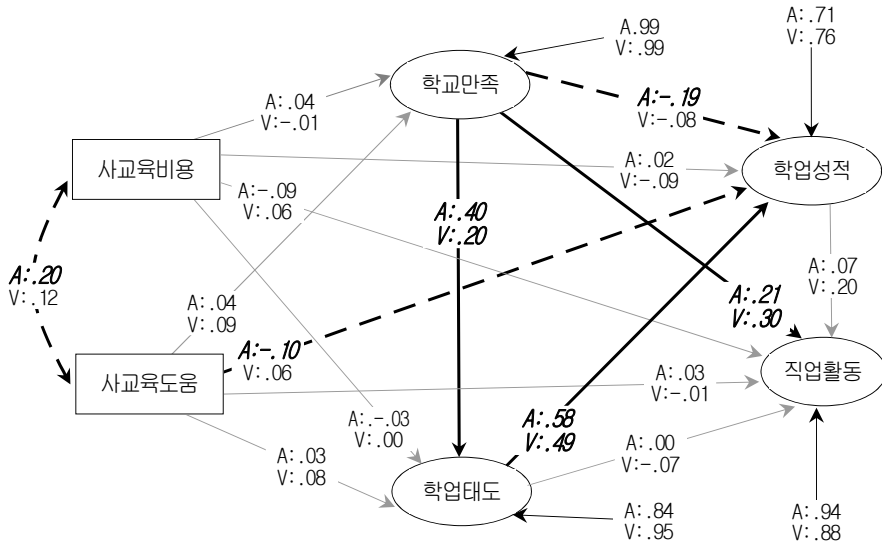 A:.71
V:.76
A.99
V:.99
학교만족
A:-.19
V:-.08
A:.04
V:-.01
사교육비용
A:.02
V:-.09
학업성적
A:-.09
V:.06
A:.40
V:.20
A:.20
V:.12
A:.07
V:.20
A:.04
V:.09
A:.21
V:.30
A:-.10
V:.06
사교육도움
직업활동
A:.03
V:-.01
A:.-.03
V:.00
A:.58
V:.49
A:.00
V:-.07
A:.03
V:.08
학업태도
A:.84
V:.95
A:.94
V:.88